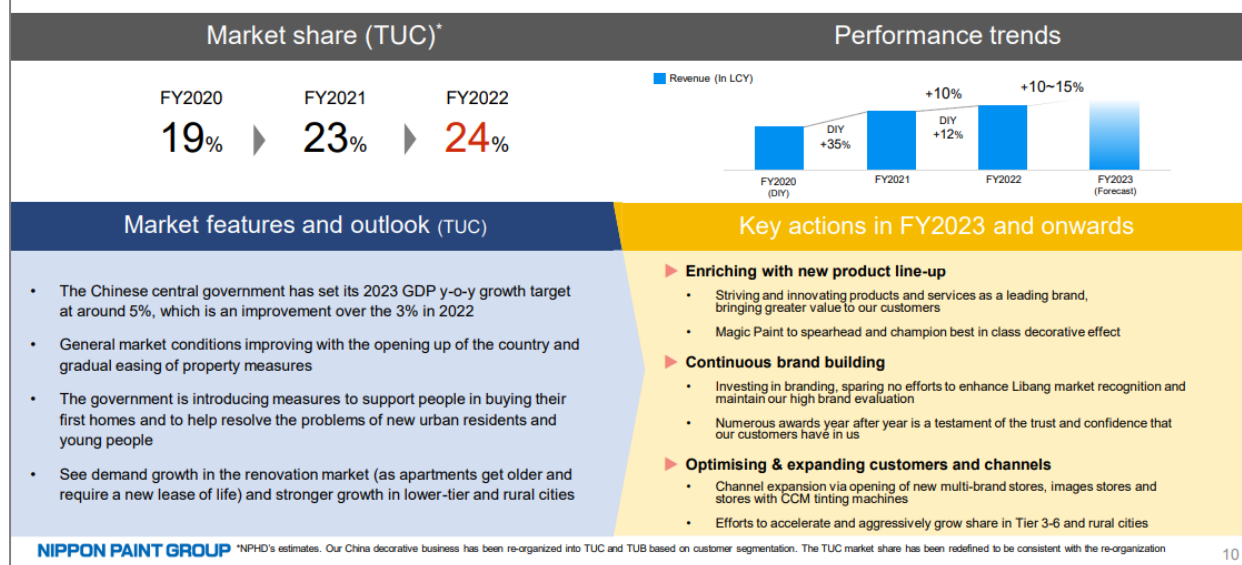 Market share (TUC)*
Performance trends
FY2020
FY2021
FY2022
19%
23%
24%
Revenue (In LCY)
DIY
+35%
+10%
DIY
+12%
+10~15%
FY2020
(DIY)
FY2021
FY2022
FY2023
(Forecast)
Market features and outlook (TUC)
• The Chinese central government has set its 2023 GDP y-o-y growth target
at around 5%, which is an improvement over the 3% in 2022
• General market conditions improving with the opening up of the country and
gradual easing of property measures
• The government is introducing measures to support people in buying their
first homes and to help resolve the problems of new urban residents and
young people
• See demand growth in the renovation market (as apartments get older and
require a new lease of life) and stronger growth in lower-tier and rural cities
Key actions in FY2023 and onwards
Enriching with new product line-up
• Striving and innovating products and services as a leading brand,
bringing greater value to our customers
• Magic Paint to spearhead and champion best in class decorative effect
Continuous brand building
• Investing in branding, sparing no efforts to enhance Libang market recognition and
maintain our high brand evaluation
• Numerous awards year after year is a testament of the trust and confidence that
our customers have in us
Optimising & expanding customers and channels
• Channel expansion via opening of new multi-brand stores, images stores and
stores with CCM tinting machines
• Efforts to accelerate and aggressively grow share in Tier 3-6 and rural cities
NIPPON PAINT GROUP
*NPHD's estimates. Our China decorative business has been re-organized into TUC and TUB based on customer segmentation. The TUC market share has been redefined to be consistent with the re-organization
10